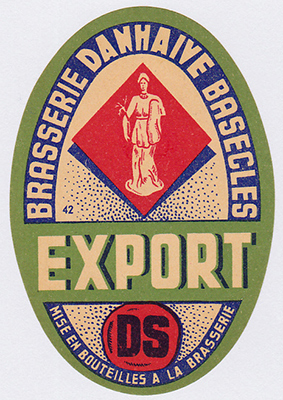 BRASSERIE DANHAIVE BASECLES
42
EXPORT
DS
MISE EN BOUTEILLES A LA BRASSERIE